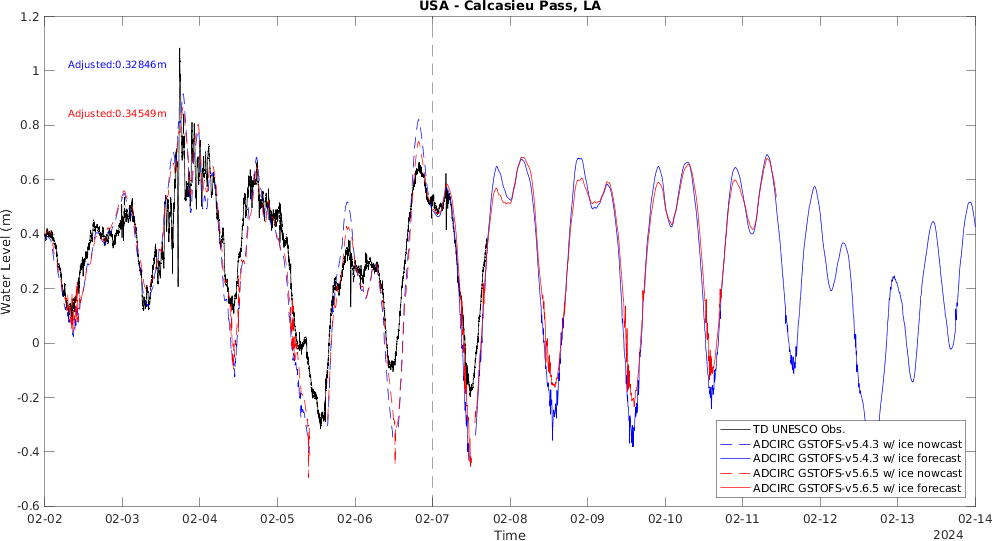 USA - Calcasieu Pass, LA
1.2
1
0.8
0.6
0.4
0.2
0
-0.2
-0.4
-0.6
Water Level (m)
Adjusted:0.32846m
Adjusted:0.34549m
TD UNESCO Obs.
ADCIRC GSTOFS-v5.4.3 w/ ice nowcast
ADCIRC GSTOFS-v5.4.3 w/ ice forecast
ADCIRC GSTOFS-v5.6.5 w/ ice nowcast
ADCIRC GSTOFS-v5.6.5 w/ ice forecast
02-02 02-03 02-04 02-05 02-06 02-07 02-08 02-09 02-10 02-11 02-12 02-13 02-14
Time
2024